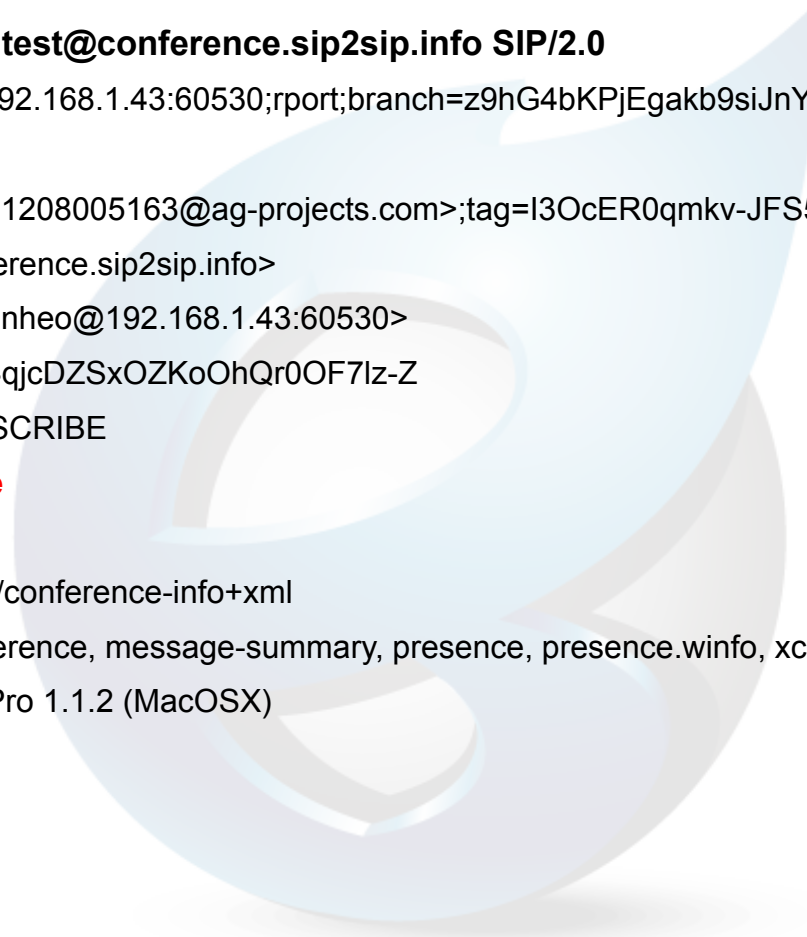 test@conference.sip2sip.info SIP/2.0
92.168.1.43:60530;rport;branch=z9hG4bKPjEgakb9siJnY
1208005163@ag-projects.com>;tag=I3OcER0qmkv-JFS5
erence.sip2sip.info>
nheo@192.168.1.43:60530>
qjcDZSxOZKoOhQr0OF7lz-Z
SCRIBE
e
/conference-info+xml
erence, message-summary, presence, presence.winfo, xc
Pro 1.1.2 (MacOSX)